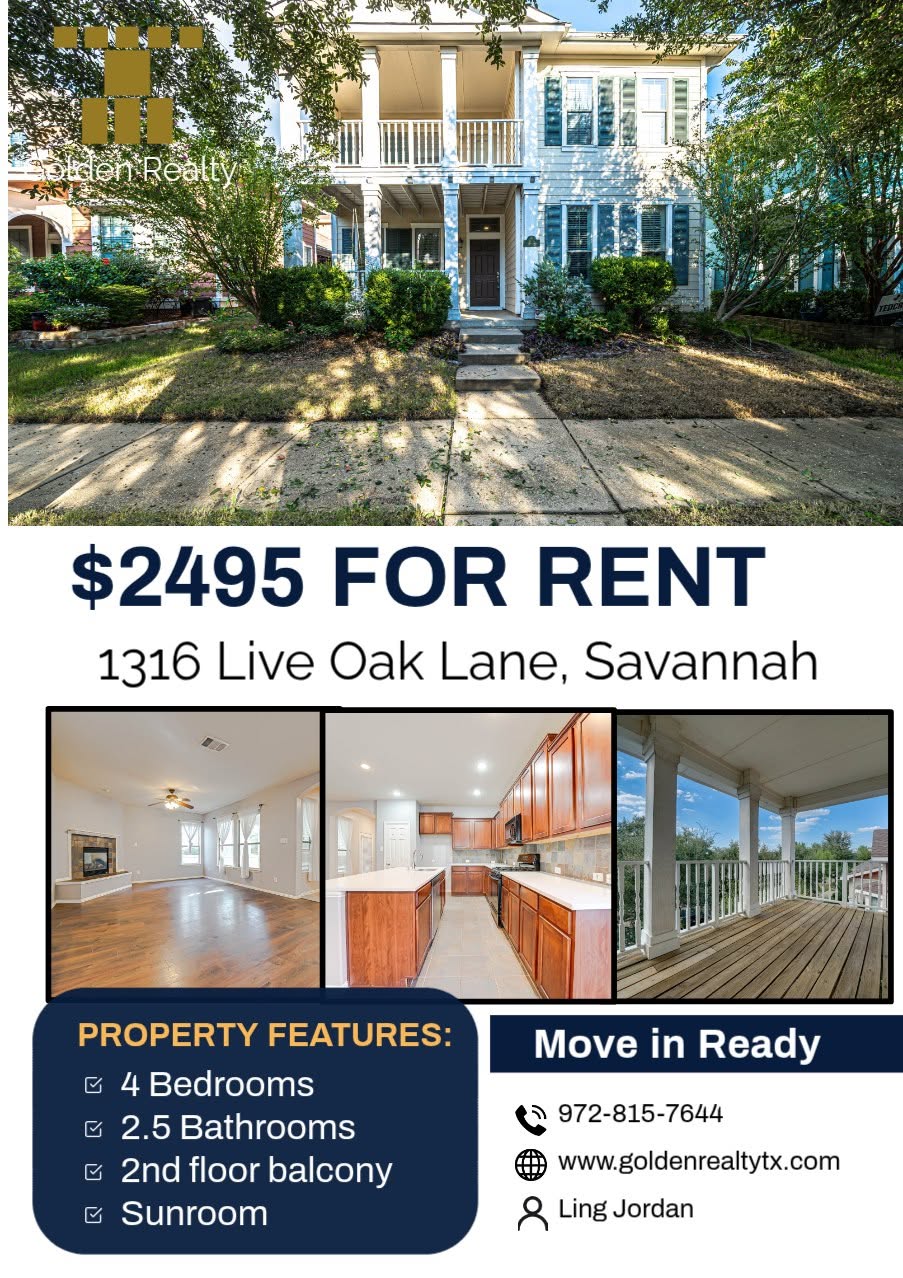 Golden Realty
$2495 FOR RENT
1316 Live Oak Lane, Savannah
PROPERTY FEATURES:
4 Bedrooms
2.5 Bathrooms
2nd floor balcony
Sunroom
Move in Ready
972-815-7644
www.goldenrealtytx.com
Ling Jordan